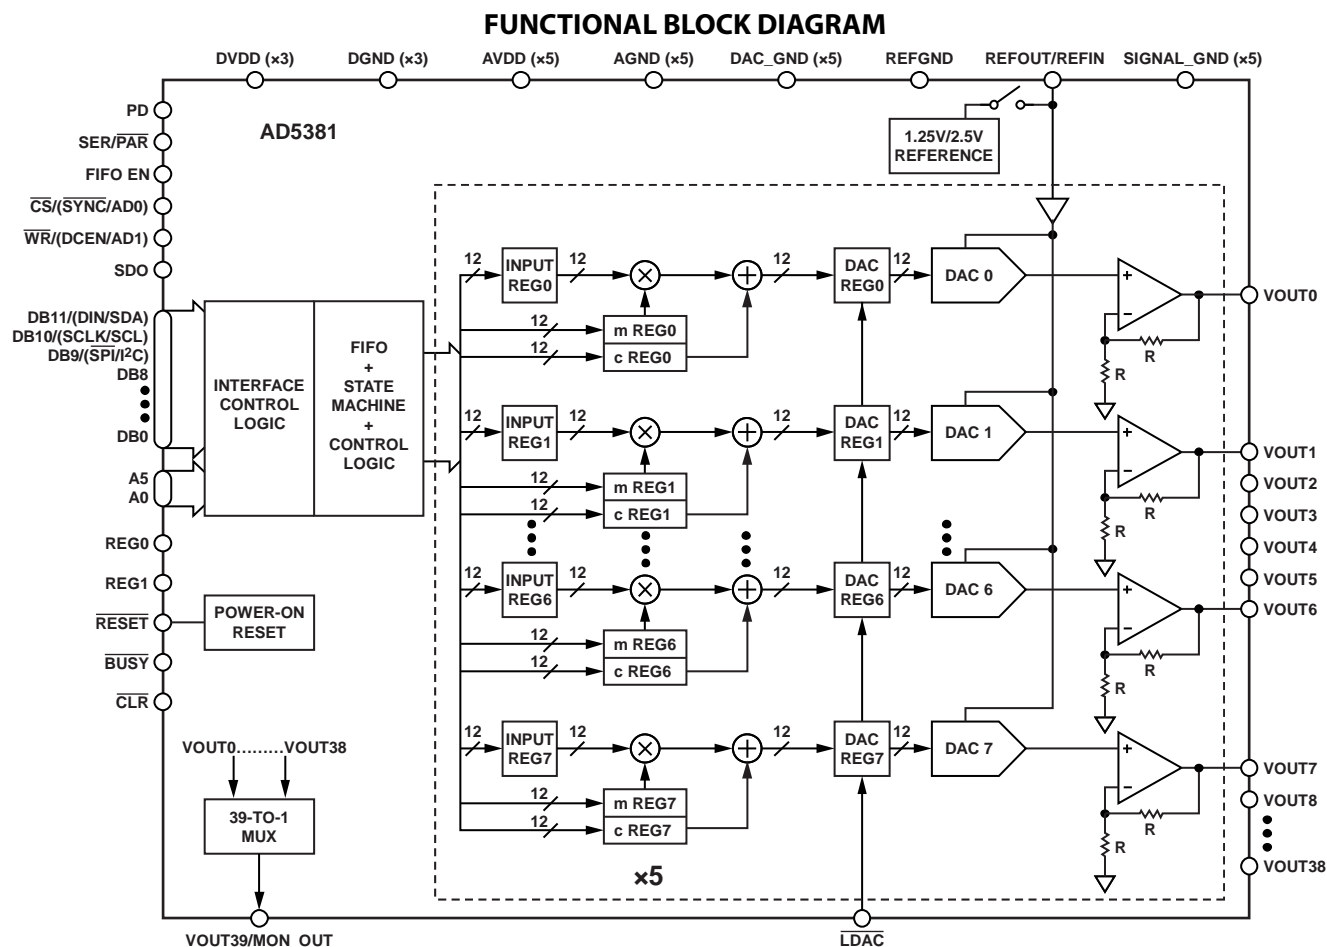 FUNCTIONAL BLOCK DIAGRAM
DVDD (×3)
DGND (×3)
AVDD (×5)
AGND (×5)
DAC_GND (×5)
REFGND
REFOUT/REFIN
SIGNAL_GND (×5)
PD
SER/PAR
FIFO EN
CS/(SYNC/AD0)
WR/(DCEN/AD1)
SDO
DB11/(DIN/SDA)
DB10/(SCLK/SCL)
DB9/(SPI/I²C)
DB8
DB0
A5
A0
REG0
REG1
RESET
BUSY
CLR
AD5381
1.25V/2.5V
REFERENCE
INTERFACE
CONTROL
LOGIC
FIFO
+
STATE
MACHINE
+
CONTROL
LOGIC
POWER-ON
RESET
VOUT0.........VOUT38
39-TO-1
MUX
VOUT39/MON_OUT
12
INPUT
REG0
12
×
+
12
DAC
REG0
12
DAC 0
+
−
R
R
12
m REG0
12
c REG0
VOUT0
12
INPUT
REG1
12
×
+
12
DAC
REG1
12
DAC 1
+
−
R
R
12
m REG1
12
c REG1
VOUT1
VOUT2
VOUT3
VOUT4
VOUT5
12
INPUT
REG6
12
×
+
12
DAC
REG6
12
DAC 6
+
−
R
R
12
m REG6
12
c REG6
VOUT6
12
INPUT
REG7
12
×
+
12
DAC
REG7
12
DAC 7
+
−
R
R
12
m REG7
12
c REG7
VOUT7
VOUT8
VOUT38
×5
LDAC